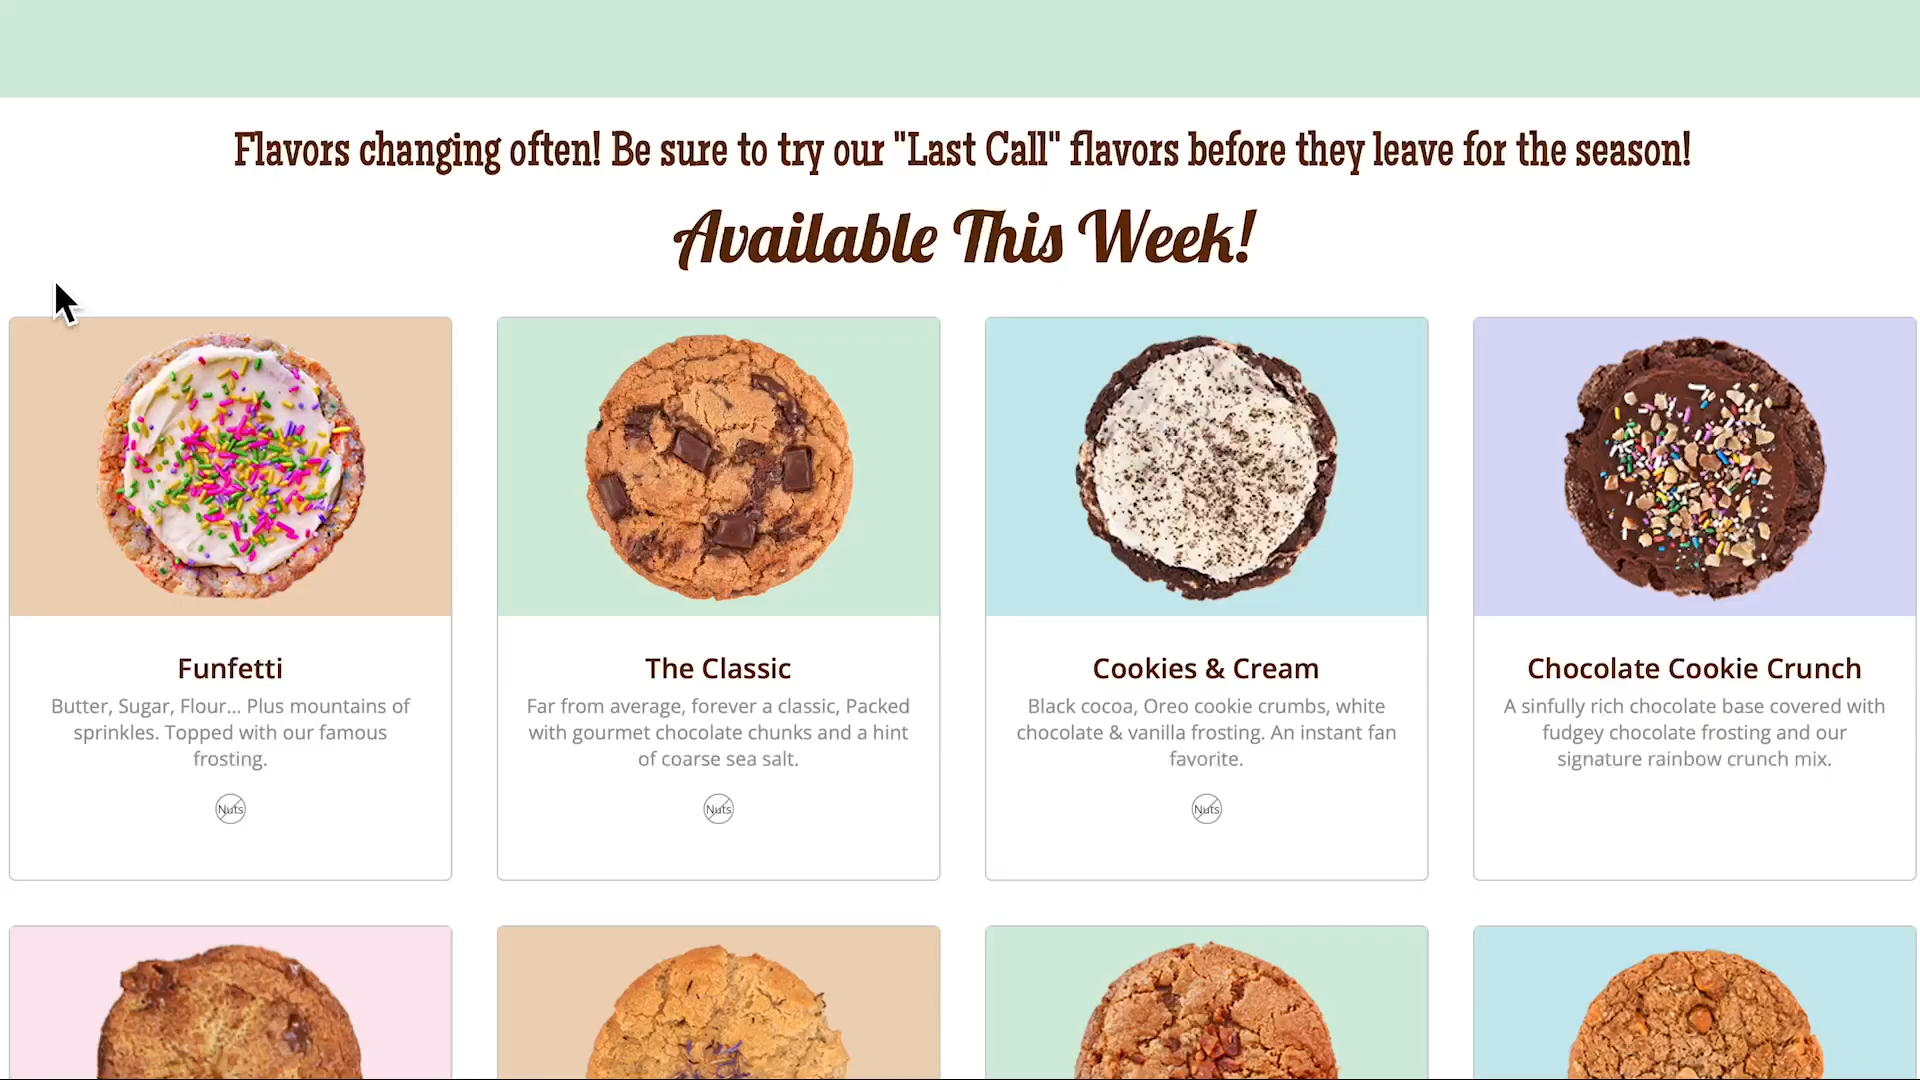 Flavors changing often! Be sure to try our "Last Call" flavors before they leave for the season!
Available This Week!
Funfetti
Butter, Sugar, Flour... Plus mountains of
sprinkles. Topped with our famous
frosting.
Nuts
The Classic
Far from average, forever a classic, Packed
with gourmet chocolate chunks and a hint
of coarse sea salt.
Nuts
Cookies & Cream
Black cocoa, Oreo cookie crumbs, white
chocolate & vanilla frosting. An instant fan
favorite.
Nuts
Chocolate Cookie Crunch
A sinfully rich chocolate base covered with
fudgey chocolate frosting and our
signature rainbow crunch mix.